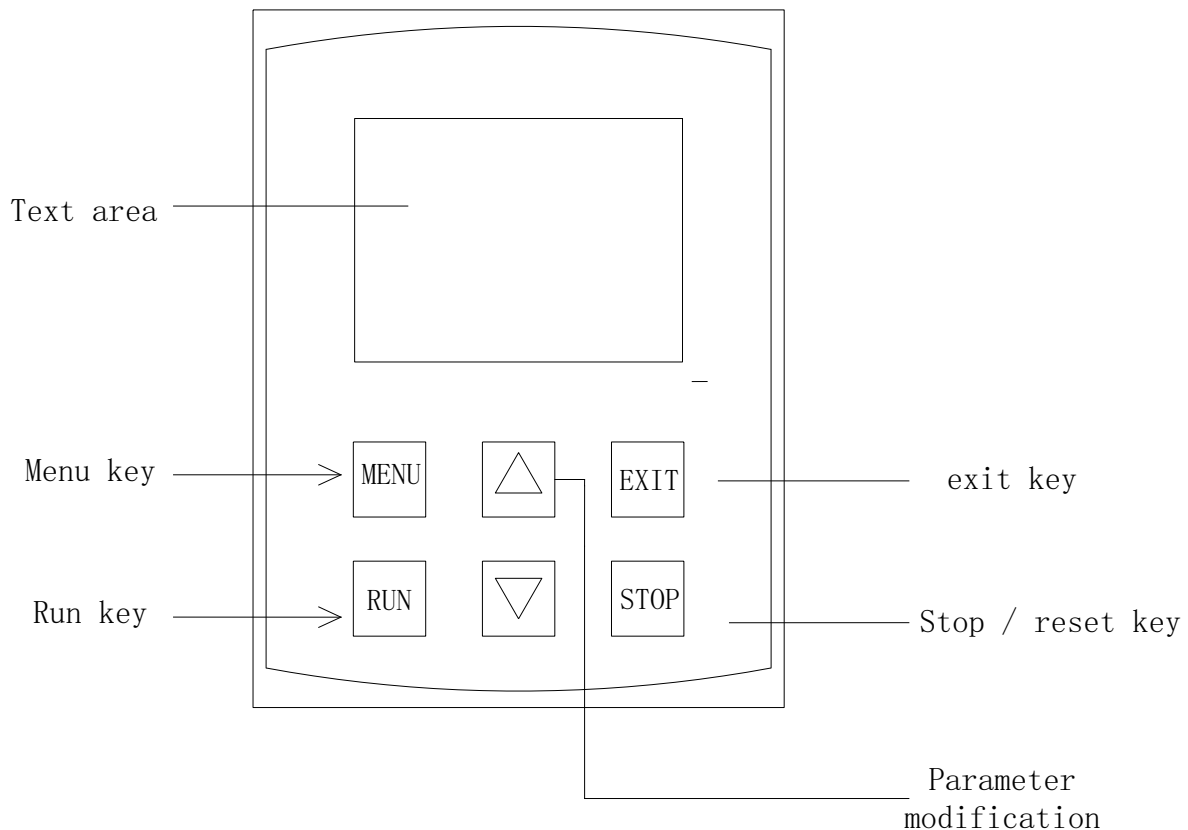 Text area
Menu key
MENU
EXIT
exit key
Run key
RUN
STOP
Stop / reset key
Parameter
modification